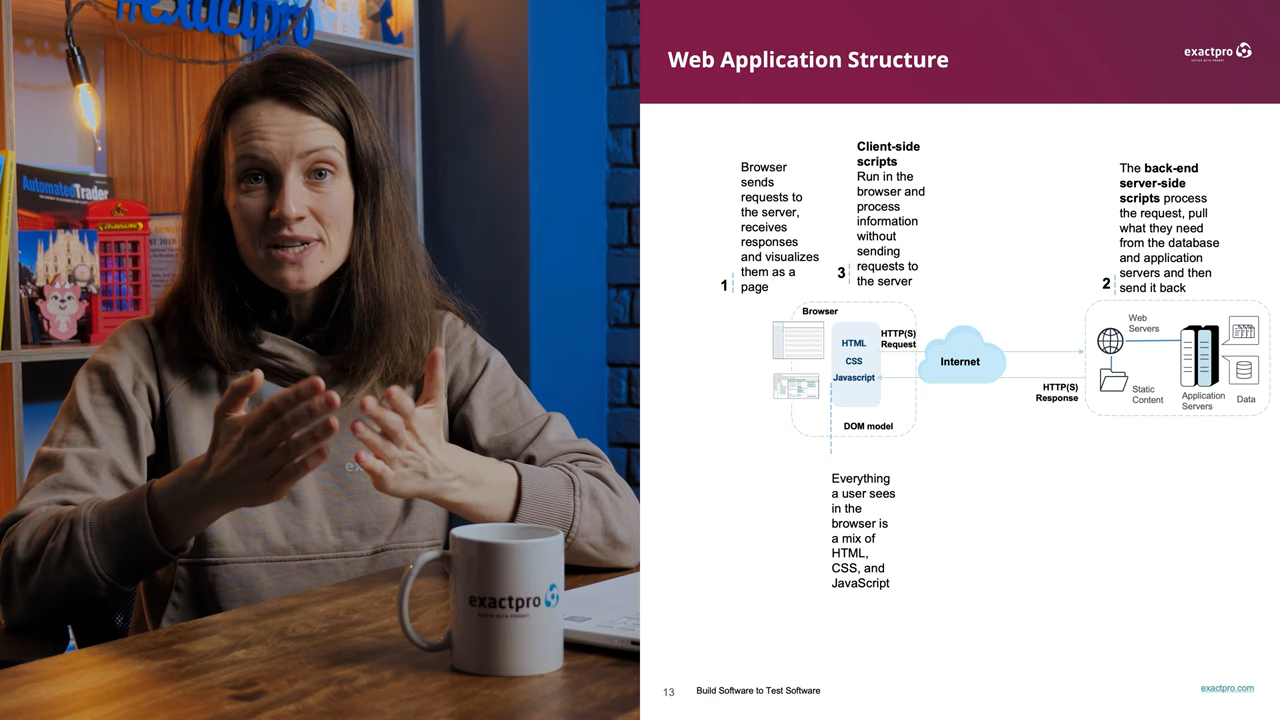 #exactpro
AutomatedTrader
exactpro
Web Application Structure
exactpro
Browser
sends
requests to
the server,
receives
responses
and visualizes
them as a
page
1
Client-side
scripts
Run in the
browser and
process
information
without
sending
requests to
the server
3
The back-end
server-side
scripts process
the request, pull
what they need
from the database
and application
servers and then
send it back
2
Browser
HTML
CSS
Javascript
DOM model
HTTP(S)
Request
Internet
HTTP(S)
Response
Web
Servers
Static
Content
Application
Servers
Data
Everything
a user sees
in the
browser is
a mix of
HTML,
CSS, and
JavaScript
13
Build Software to Test Software
exactpro.com